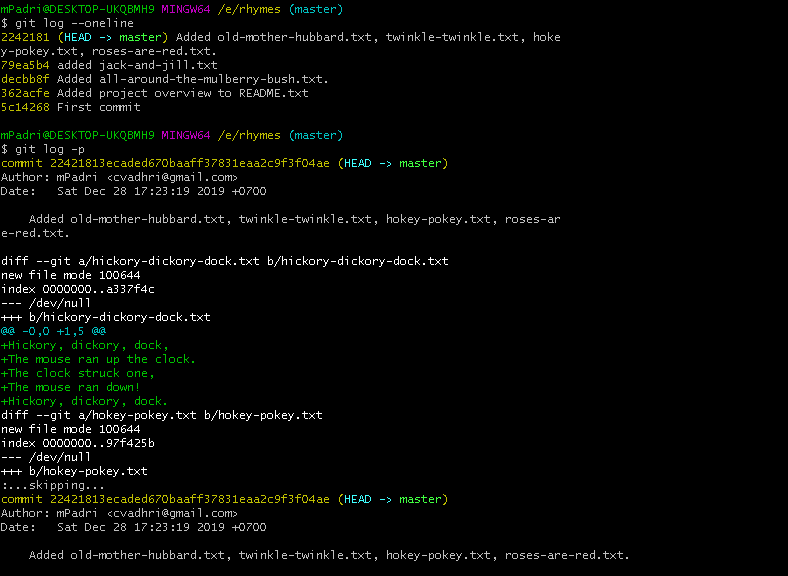 mPadri@DESKTOP-UKQBMH9 MINGW64 /e/rhymes (master)
$ git log --oneline
2242181 (HEAD -> master) Added old-mother-hubbard.txt, twinkle-twinkle.txt, hoke
y-pokey.txt, roses-are-red.txt.
79ea5b4 added jack-and-jill.txt
decbb8f Added all-around-the-mulberry-bush.txt.
362acfe Added project overview to README.txt
5c14268 First commit
mPadri@DESKTOP-UKQBMH9 MINGW64 /e/rhymes (master)
$ git log -p
commit 22421813ecaded670baaff37831eaa2c9f3f04ae (HEAD -> master)
Author: mPadri <cvadhri@gmail.com>
Date:   Sat Dec 28 17:23:19 2019 +0700
    Added old-mother-hubbard.txt, twinkle-twinkle.txt, hokey-pokey.txt, roses-ar
e-red.txt.
diff --git a/hickory-dickory-dock.txt b/hickory-dickory-dock.txt
new file mode 100644
index 0000000..a337f4c
--- /dev/null
+++ b/hickory-dickory-dock.txt
@@ -0,0 +1,5 @@
+Hickory, dickory, dock,
+The mouse ran up the clock.
+The clock struck one,
+The mouse ran down!
+Hickory, dickory, dock.
diff --git a/hokey-pokey.txt b/hokey-pokey.txt
new file mode 100644
index 0000000..97f425b
--- /dev/null
+++ b/hokey-pokey.txt
:...skipping...
commit 22421813ecaded670baaff37831eaa2c9f3f04ae (HEAD -> master)
Author: mPadri <cvadhri@gmail.com>
Date:   Sat Dec 28 17:23:19 2019 +0700
    Added old-mother-hubbard.txt, twinkle-twinkle.txt, hokey-pokey.txt, roses-are-red.txt.